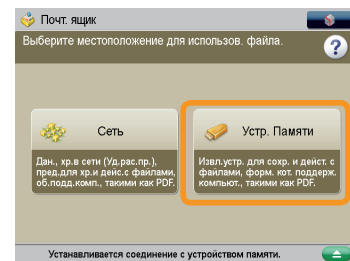 Почт. ящик
Выберите местоположение для использов. файла.
?
Сеть
Дан., хр.в сети (Уд.рас.пр.),
пред.для хр.и дейс.с файлами,
об.подд.комп., такими как PDF.
Устр. Памяти
Извл.устр. для сохр. и дейст. с
файлами, форм. кот. поддерж.
компьют., такими как PDF.
Устанавливается соединение с устройством памяти.